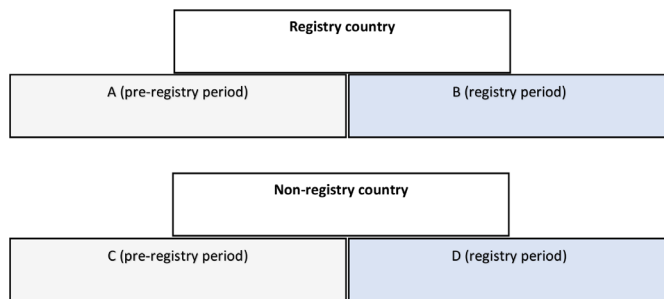 Registry country
A (pre-registry period)
B (registry period)
Non-registry country
C (pre-registry period)
D (registry period)